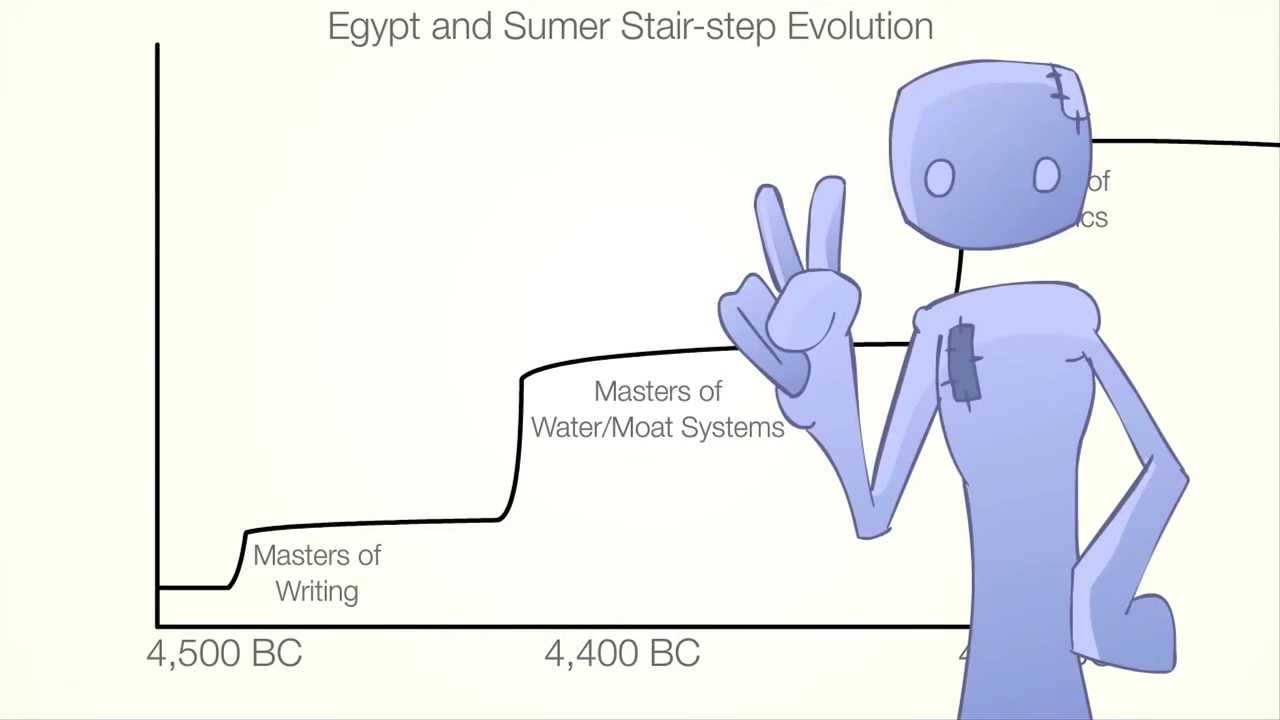 Egypt and Sumer Stair-step Evolution
of
Masters of
Water/Moat Systems
Masters of
Writing
4,500 BC
4,400 BC